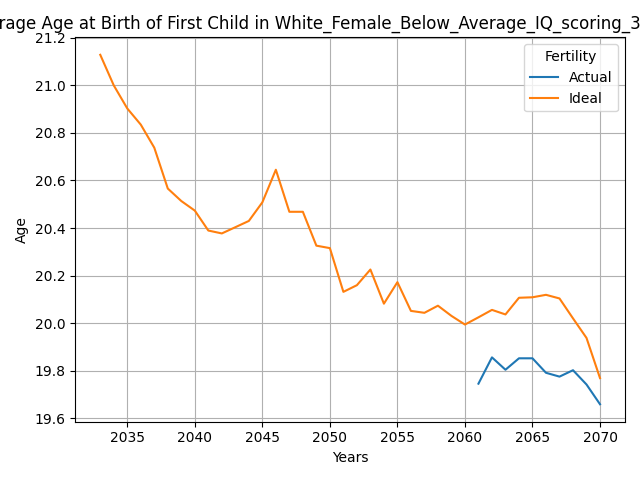 rage Age at Birth of First Child in White_Female_Below_Average_IQ_scoring_3
21.2
21.0
20.8
20.6
20.4
20.2
20.0
19.8
19.6
Age
Fertility
Actual
Ideal
2035 2040 2045 2050 2055 2060 2065 2070
Years